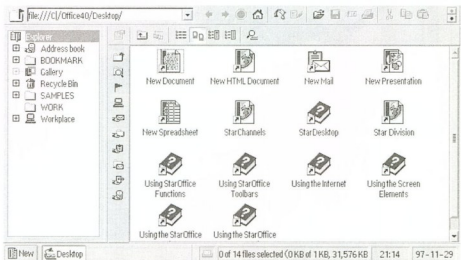 file:///C|/Office40/Desktop/
Explorer
Address book
BOOKMARK
Gallery
Recycle Bin
SAMPLES
WORK
Workplace
New Document
New HTML Document
New Mail
New Presentation
New Spreadsheet
StarChannels
StarDesktop
Star Division
Using StarOffice
Functions
Using StarOffice
Toolbars
Using the Internet
Using the Screen
Elements
Using the StarOffice
Using the StarOffice
New
Desktop
0 of 14 files selected (0 KB of 1 KB, 31,576 KB
21:14
97-11-29